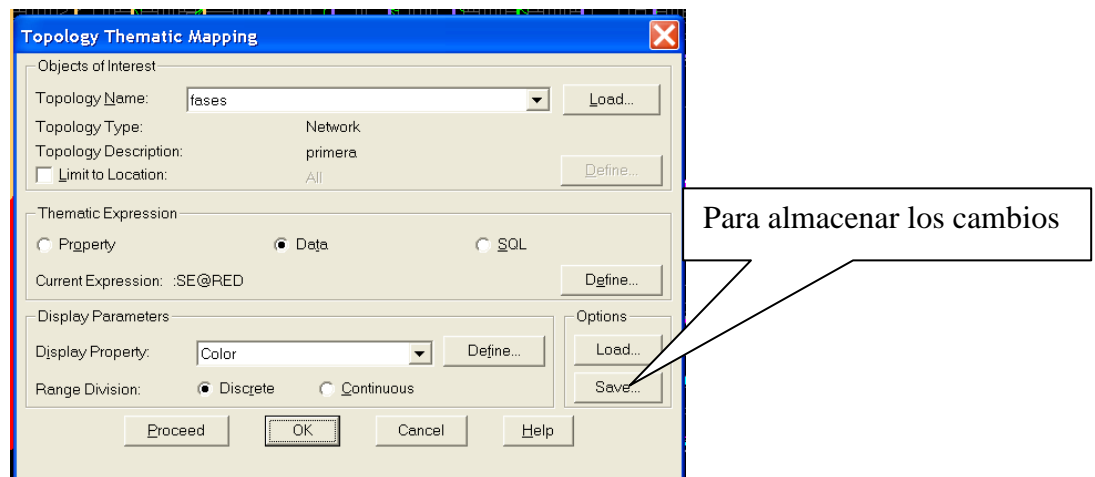 Topology Thematic Mapping
Objects of Interest
Topology Name: fases Load...
Topology Type: Network
Topology Description: primera
Limit to Location: All Define...
Thematic Expression
Property Data SQL
Current Expression: :SE@RED Define...
Display Parameters Options
Display Property: Color Define... Load...
Range Division: Discrete Continuous Save...
Proceed OK Cancel Help
Para almacenar los cambios